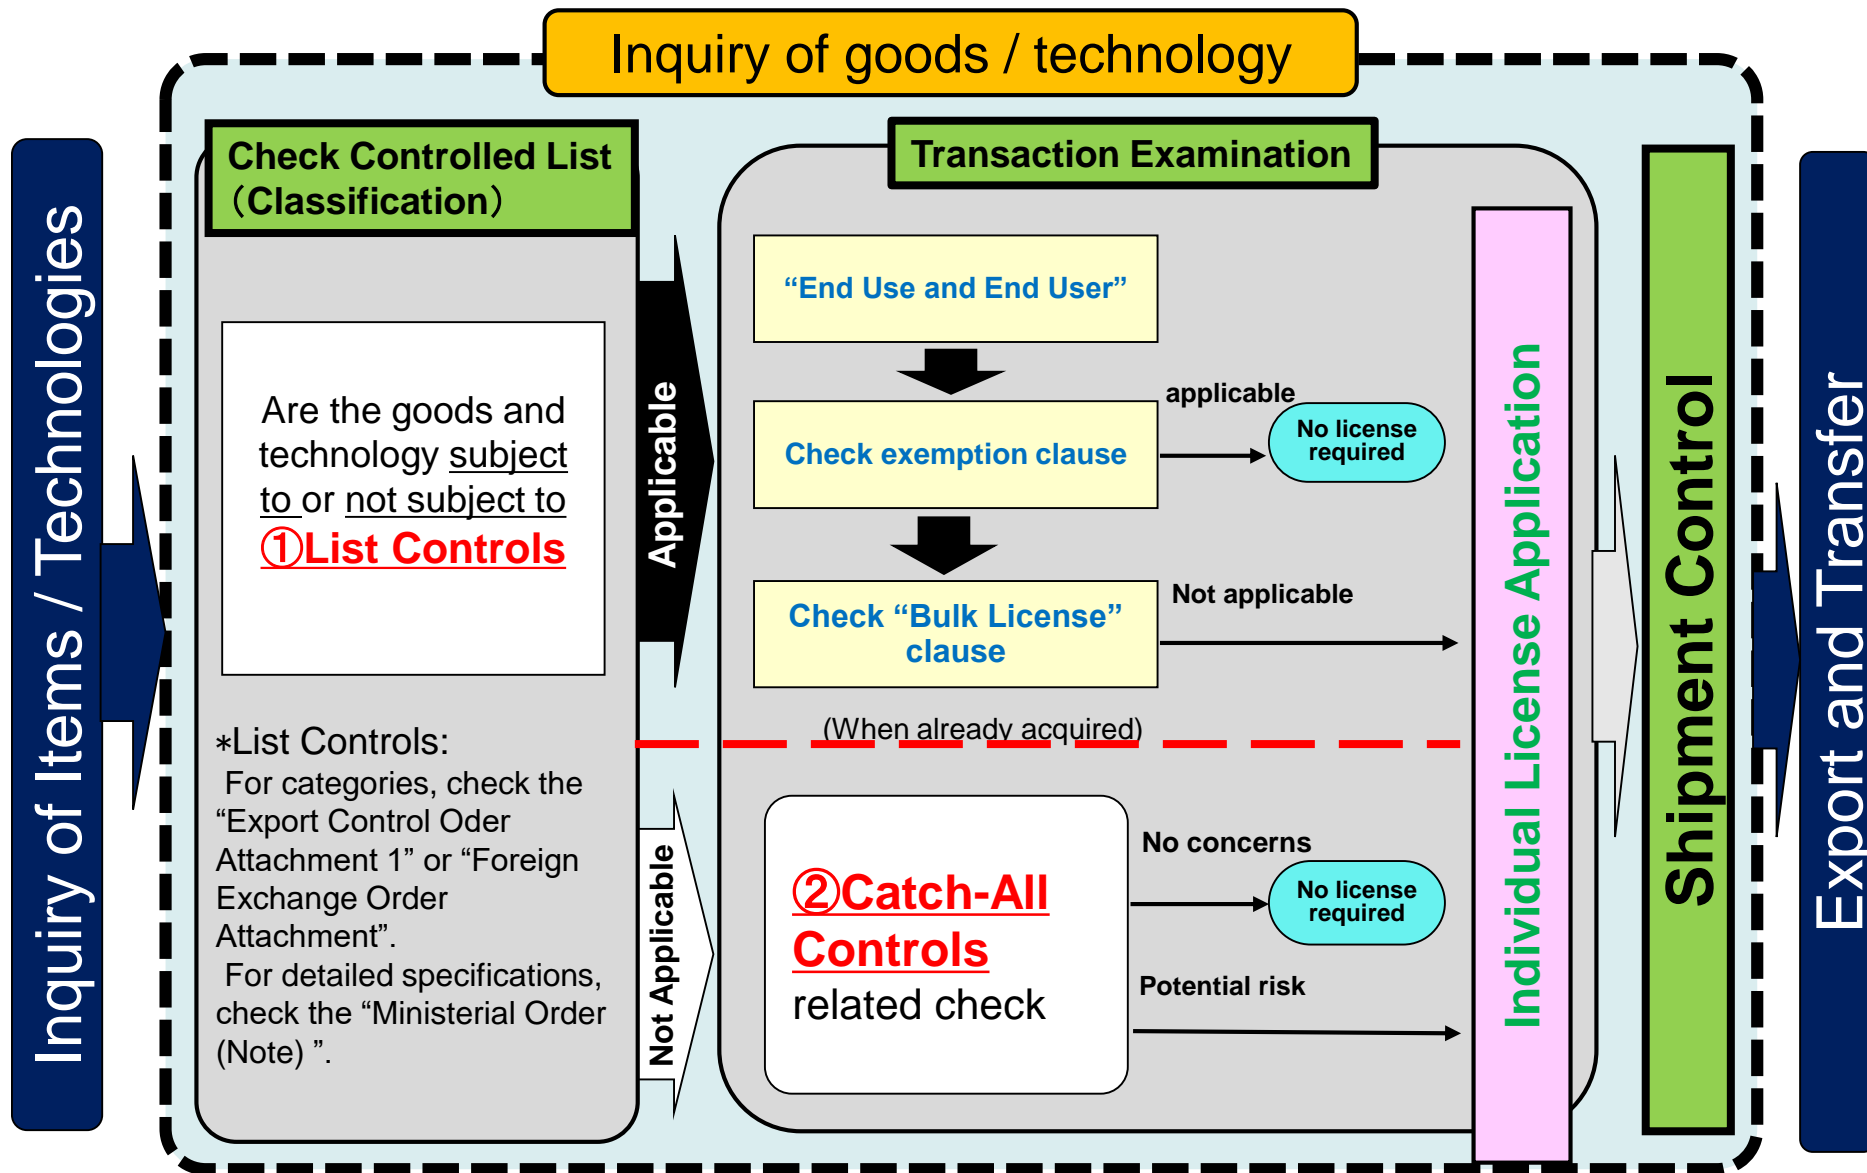 Inquiry of goods / technology
Inquiry of Items / Technologies
Check Controlled List
（Classification）
Are the goods and
technology subject
to or not subject to
①List Controls
*List Controls:
For categories, check the
“Export Control Oder
Attachment 1” or “Foreign
Exchange Order
Attachment”.
For detailed specifications,
check the “Ministerial Order
(Note) ”.
Applicable
Not Applicable
Transaction Examination
“End Use and End User”
Check exemption clause
applicable
No license
required
Check “Bulk License”
clause
Not applicable
(When already acquired)
②Catch-All
Controls
related check
No concerns
No license
required
Potential risk
Individual License Application
Shipment Control
Export and Transfer